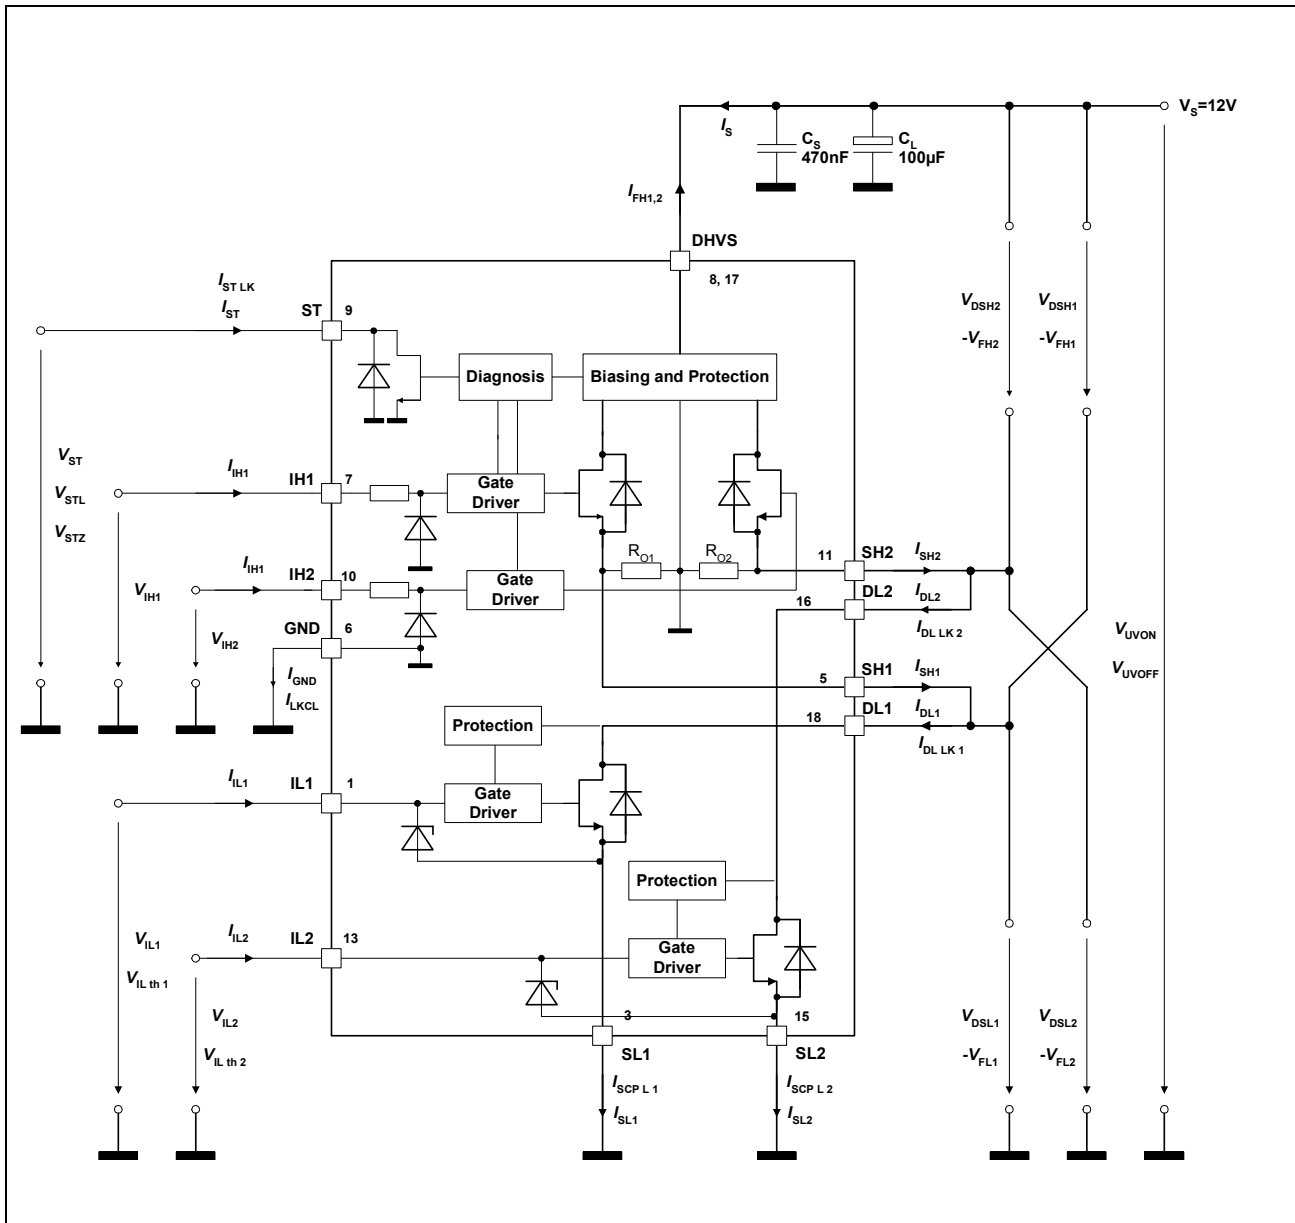 V_S=12V
I_S
C_S
470nF
C_L
100µF
I_FH1,2
DHVS
8, 17
I_ST LK
I_ST
ST
9
V_DSH2
-V_FH2
V_DSH1
-V_FH1
Diagnosis
Biasing and Protection
V_ST
V_STL
V_STZ
I_IH1
IH1
7
Gate
Driver
R_O1
R_O2
11
SH2
I_SH2
V_IH1
I_IH1
IH2
10
Gate
Driver
16
DL2
I_DL2
I_DL LK 2
V_IH2
GND
6
I_GND
I_LKCL
V_UVON
V_UVOFF
5
SH1
I_SH1
18
DL1
I_DL1
I_DL LK 1
Protection
I_IL1
IL1
1
Gate
Driver
Protection
V_IL1
V_IL th 1
I_IL2
IL2
13
Gate
Driver
V_IL2
V_IL th 2
3
SL1
15
SL2
V_DSL1
-V_FL1
V_DSL2
-V_FL2
I_SCP L 1
I_SL1
I_SCP L 2
I_SL2